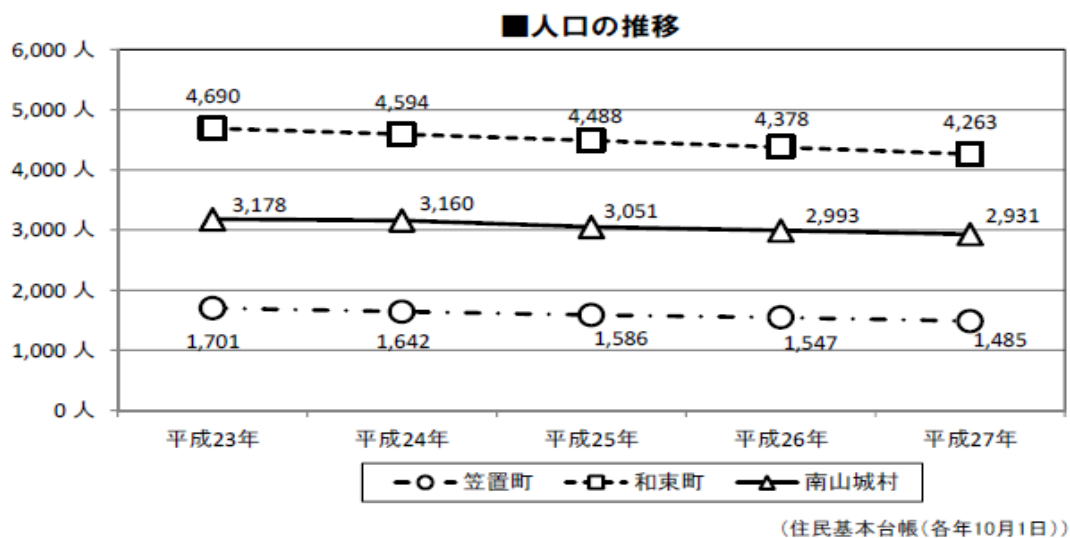 ■人口の推移
6,000 人
5,000 人
4,000 人
3,000 人
2,000 人
1,000 人
0 人
4,690
4,594
4,488
4,378
4,263
3,178
3,160
3,051
2,993
2,931
1,701
1,642
1,586
1,547
1,485
平成23年
平成24年
平成25年
平成26年
平成27年
笠置町
和束町
南山城村
(住民基本台帳(各年10月1日))